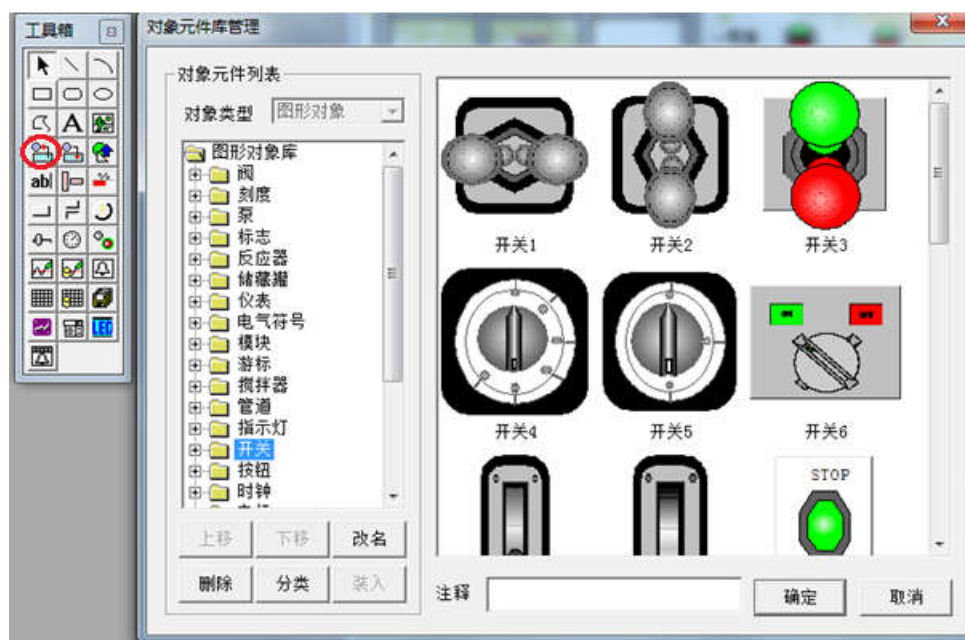 工具箱
A
ab
LED
对象元件库管理
对象元件列表
对象类型 图形对象
图形对象库
阀
刻度
泵
标志
反应器
储藏罐
仪表
电气符号
模块
游标
搅拌器
管道
指示灯
开关
按钮
时钟
上移 下移 改名
删除 分类 装入
开关1 开关2 开关3
ON OFF
开关4 开关5 开关6
STOP
注释 确定 取消